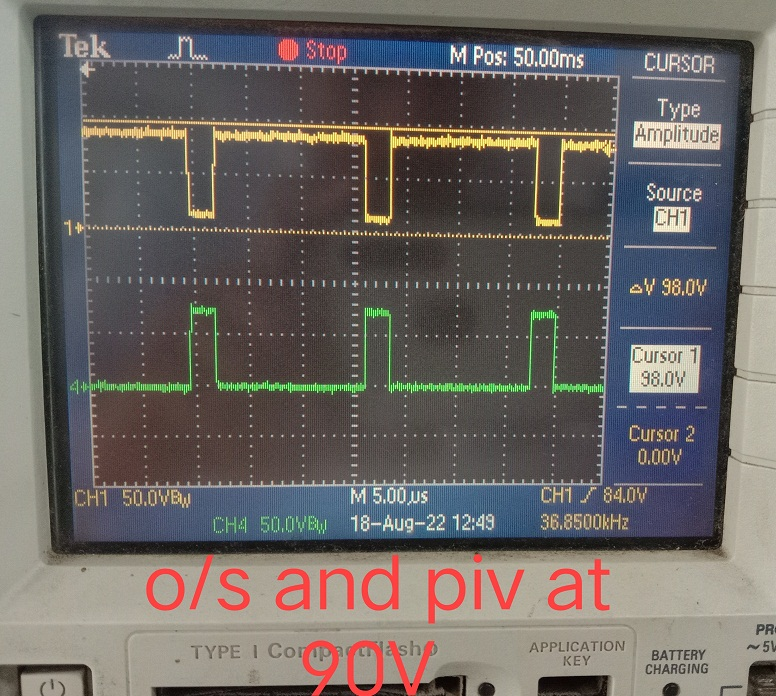 Tek
Stop
M Pos: 50.00ms
CURSOR
Type
Amplitude
Source
CH1
△V 98.0V
Cursor 1
98.0V
Cursor 2
0.00V
1
4
CH1 50.0VBw
M 5.00µs
CH1 ∫ 84.0V
CH4 50.0VBw
18-Aug-22 12:49
36.8500kHz
o/s and piv at
90V
TYPE I CompactFlash®
APPLICATION
KEY
BATTERY
CHARGING
~5V